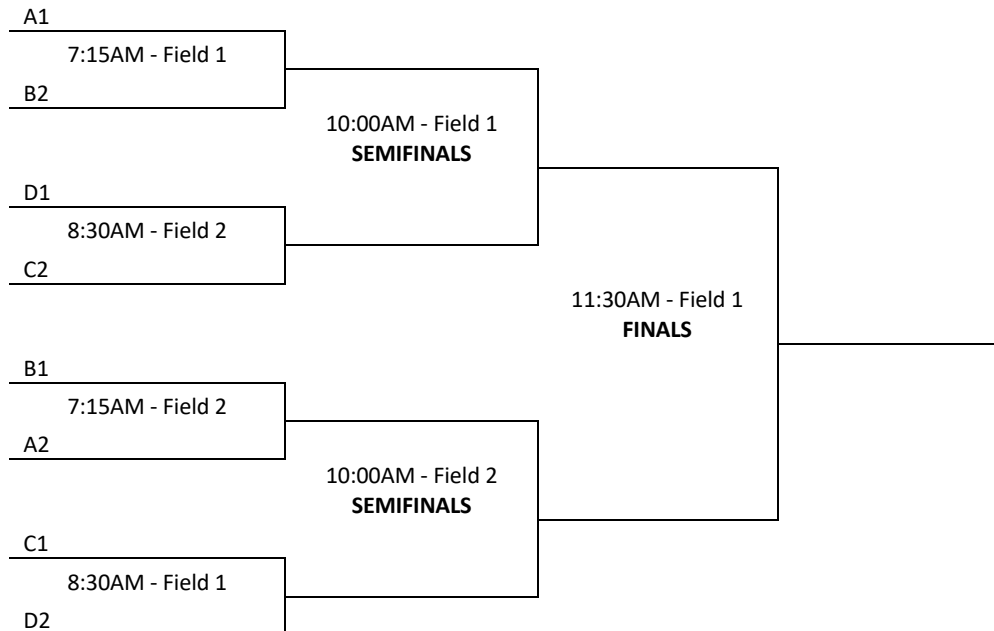 A1
7:15AM - Field 1
B2
10:00AM - Field 1
SEMIFINALS
D1
8:30AM - Field 2
C2
11:30AM - Field 1
FINALS
B1
7:15AM - Field 2
A2
10:00AM - Field 2
SEMIFINALS
C1
8:30AM - Field 1
D2